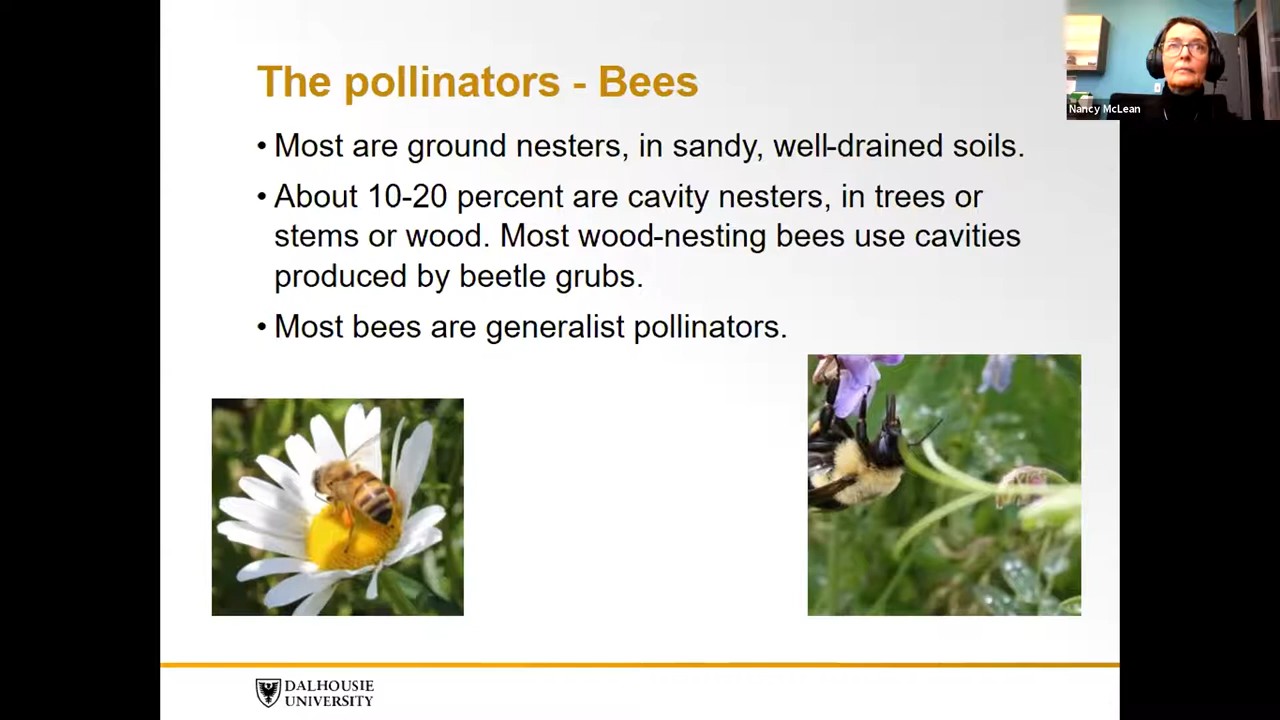 The pollinators - Bees
Nancy McLean
• Most are ground nesters, in sandy, well-drained soils.
• About 10-20 percent are cavity nesters, in trees or
stems or wood. Most wood-nesting bees use cavities
produced by beetle grubs.
• Most bees are generalist pollinators.
DALHOUSIE
UNIVERSITY